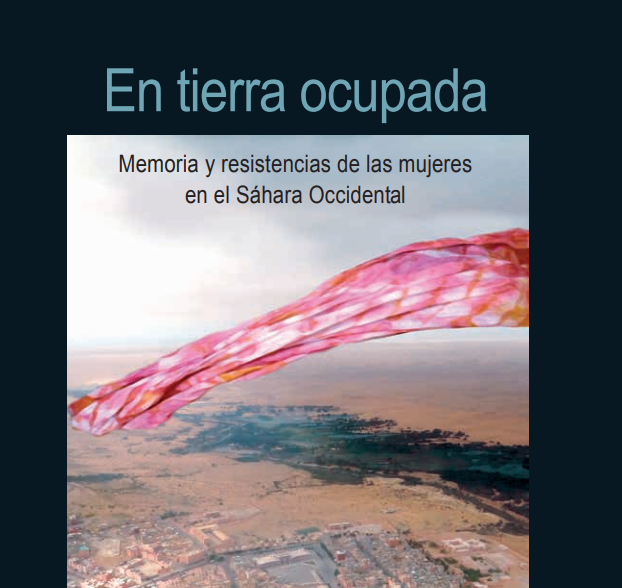 En tierra ocupada
Memoria y resistencias de las mujeres
en el Sáhara Occidental